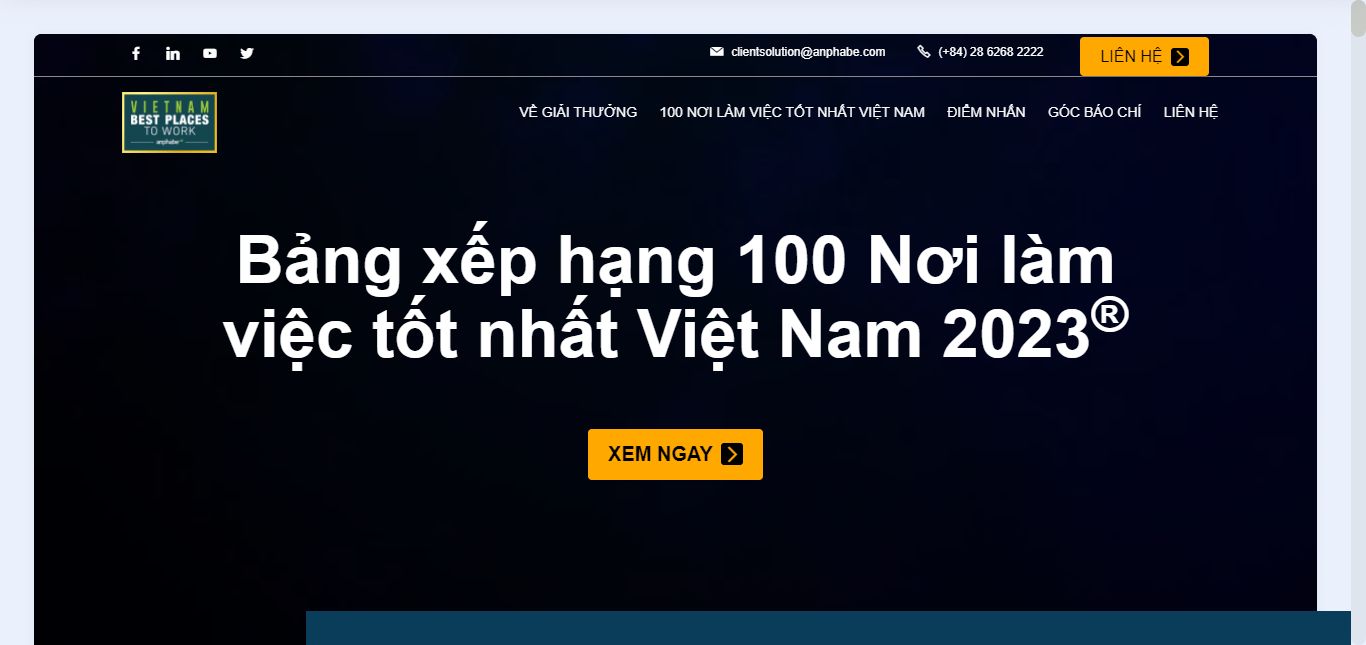 clientsolution@anphabe.com
(+84) 28 6268 2222
LIÊN HỆ
VIETNAM
BEST PLACES
TO WORK
anphabe
VỀ GIẢI THƯỞNG
100 NƠI LÀM VIỆC TỐT NHẤT VIỆT NAM
ĐIỂM NHẤN
GÓC BÁO CHÍ
LIÊN HỆ
Bảng xếp hạng 100 Nơi làm
việc tốt nhất Việt Nam 2023®
XEM NGAY